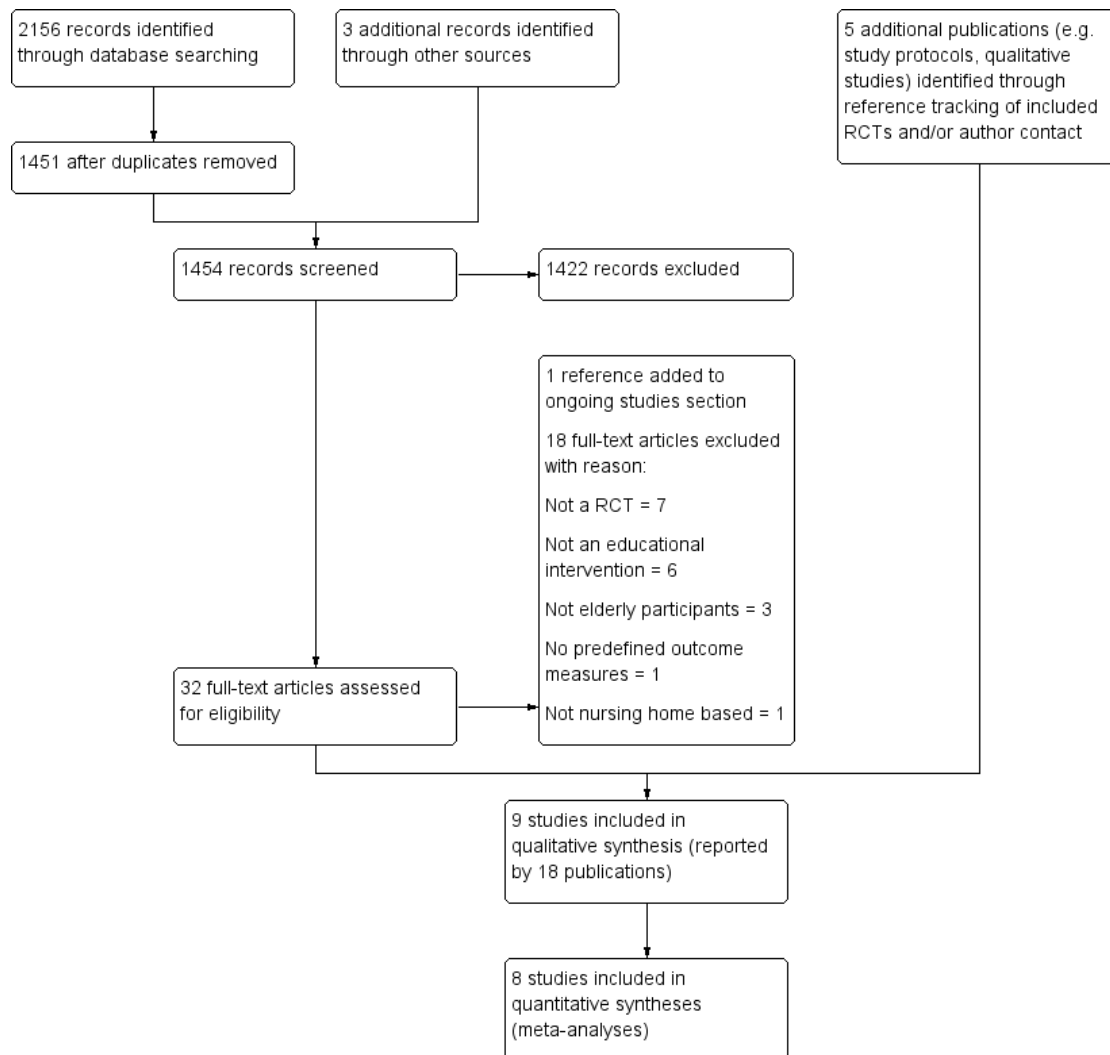 2156 records identified
through database searching
3 additional records identified
through other sources
5 additional publications (e.g.
study protocols, qualitative
studies) identified through
reference tracking of included
RCTs and/or author contact
1451 after duplicates removed
1454 records screened
1422 records excluded
1 reference added to
ongoing studies section
18 full-text articles excluded
with reason:
Not a RCT = 7
Not an educational
intervention = 6
Not elderly participants = 3
No predefined outcome
measures = 1
Not nursing home based = 1
32 full-text articles assessed
for eligibility
9 studies included in
qualitative synthesis (reported
by 18 publications)
8 studies included in
quantitative syntheses
(meta-analyses)